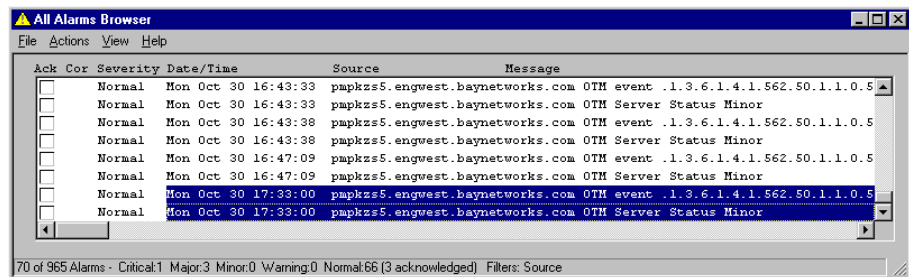 All Alarms Browser
File Actions View Help
Ack Cor Severity Date/Time Source Message
Normal Mon Oct 30 16:43:33 pmpkzs5.engwest.baynetworks.com OTM event .1.3.6.1.4.1.562.50.1.1.0.5
Normal Mon Oct 30 16:43:33 pmpkzs5.engwest.baynetworks.com OTM Server Status Minor
Normal Mon Oct 30 16:43:38 pmpkzs5.engwest.baynetworks.com OTM event .1.3.6.1.4.1.562.50.1.1.0.5
Normal Mon Oct 30 16:43:38 pmpkzs5.engwest.baynetworks.com OTM Server Status Minor
Normal Mon Oct 30 16:47:09 pmpkzs5.engwest.baynetworks.com OTM event .1.3.6.1.4.1.562.50.1.1.0.5
Normal Mon Oct 30 16:47:09 pmpkzs5.engwest.baynetworks.com OTM Server Status Minor
Normal Mon Oct 30 17:33:00 pmpkzs5.engwest.baynetworks.com OTM event .1.3.6.1.4.1.562.50.1.1.0.5
Normal Mon Oct 30 17:33:00 pmpkzs5.engwest.baynetworks.com OTM Server Status Minor
70 of 965 Alarms - Critical:1 Major:3 Minor:0 Warning:0 Normal:66 (3 acknowledged) Filters: Source